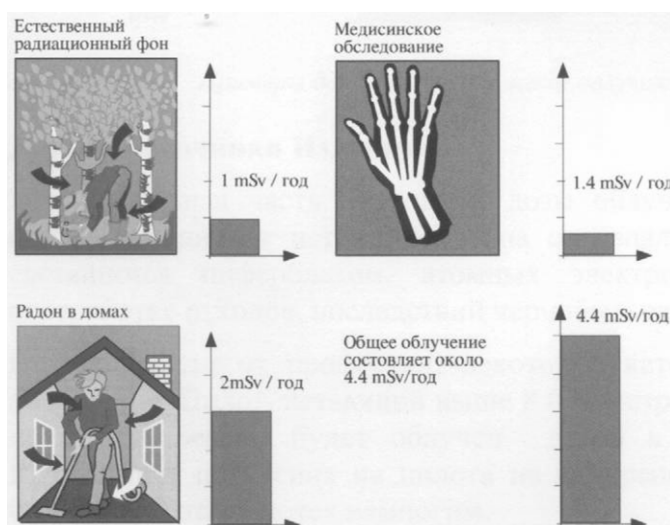 Естественный
радиационный фон
1 mSv / год
Медисинское
обследование
1.4 mSv / год
Радон в домах
2mSv / год
Общее облучение
состовляет около
4.4 mSv/год
4.4 mSv/год